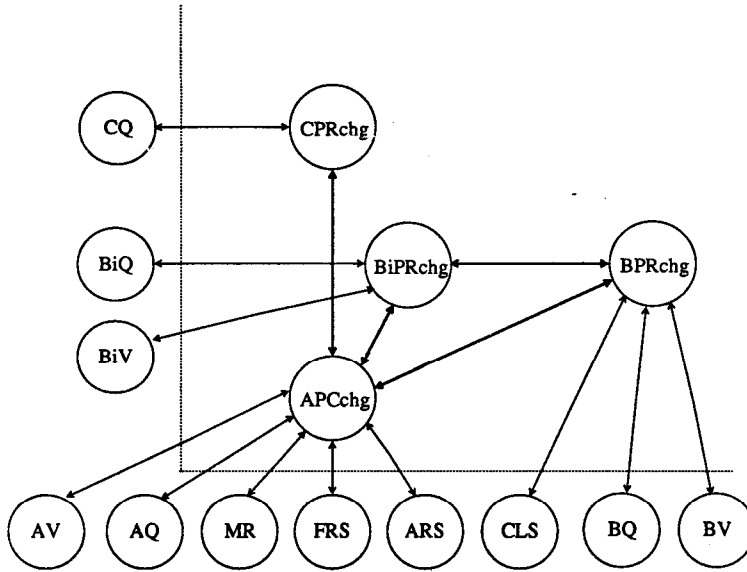 CQ
CPRchg
BiQ
BiPRchg
BPRchg
BiV
APCchg
AV
AQ
MR
FRS
ARS
CLS
BQ
BV